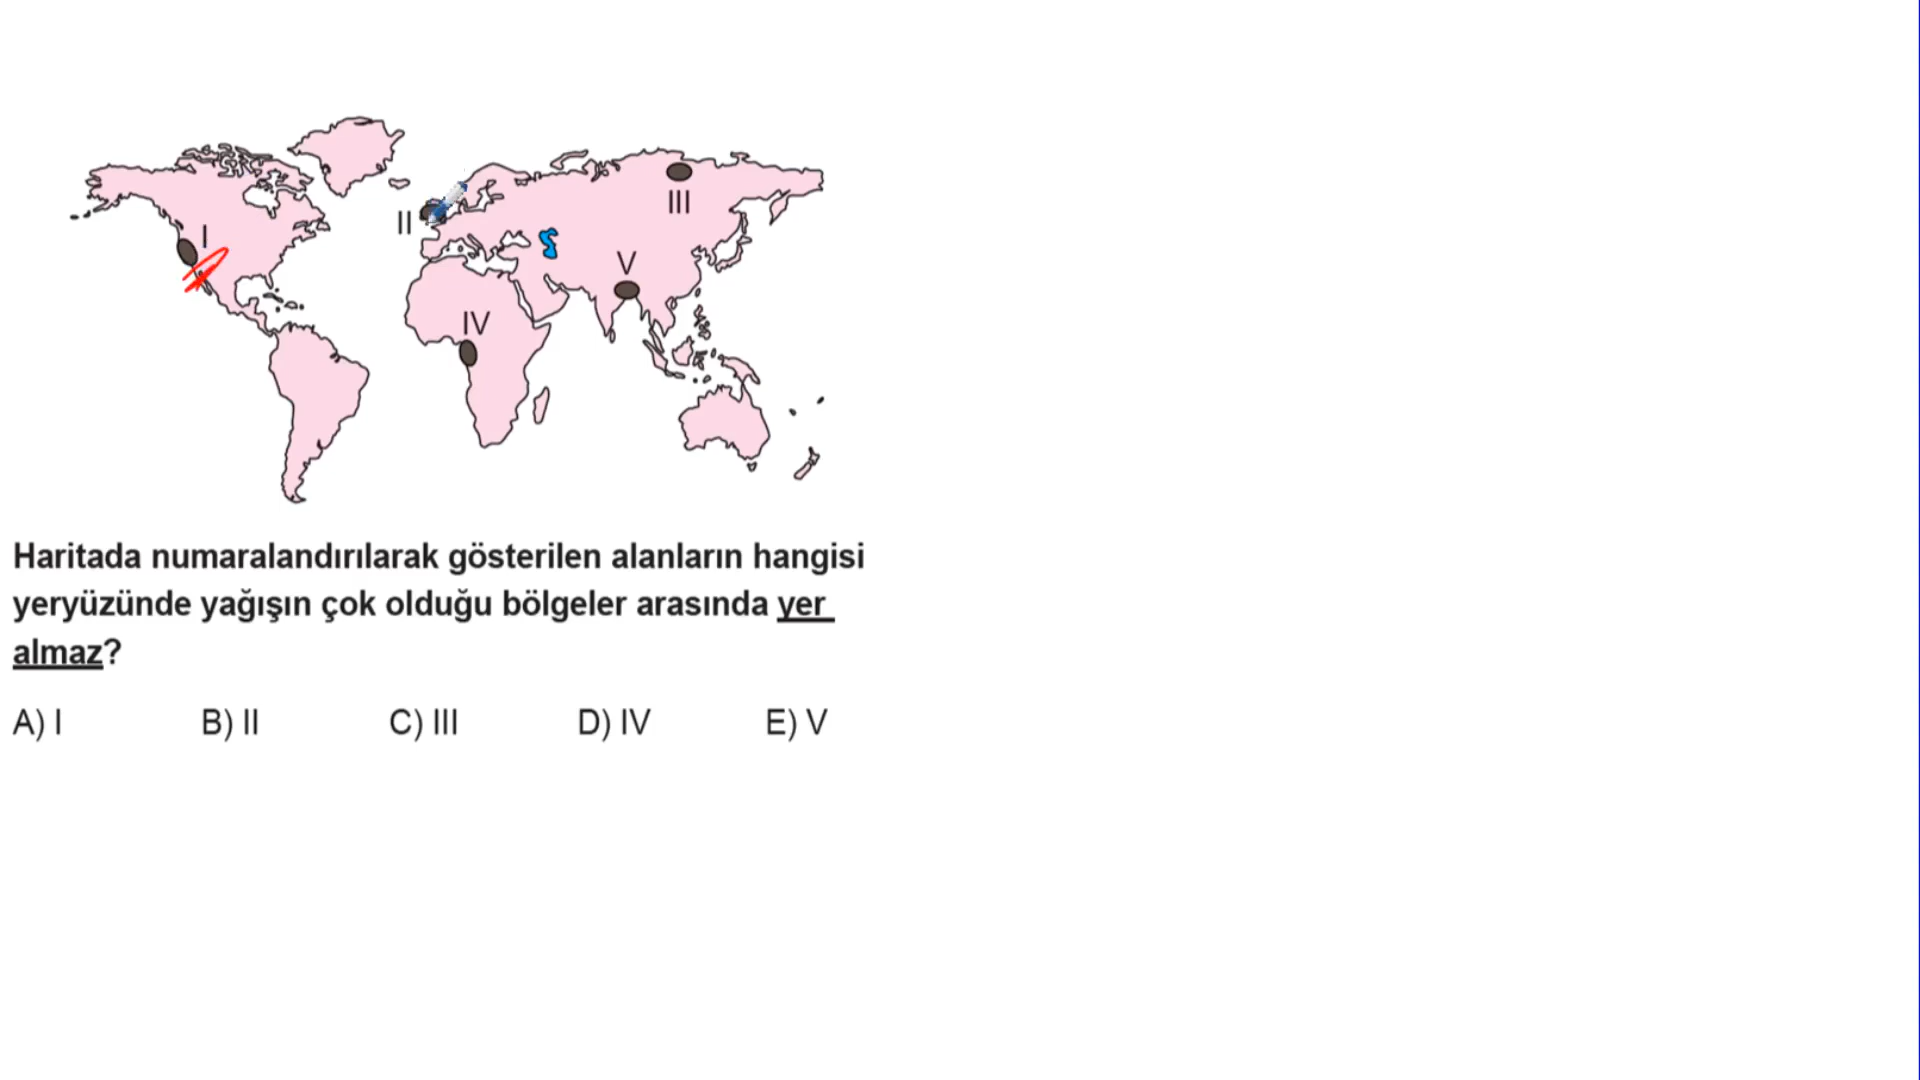 I
II
III
V
IV
Haritada numaralandırılarak gösterilen alanların hangisi
yeryüzünde yağışın çok olduğu bölgeler arasında yer
almaz?
A) I B) II C) III D) IV E) V